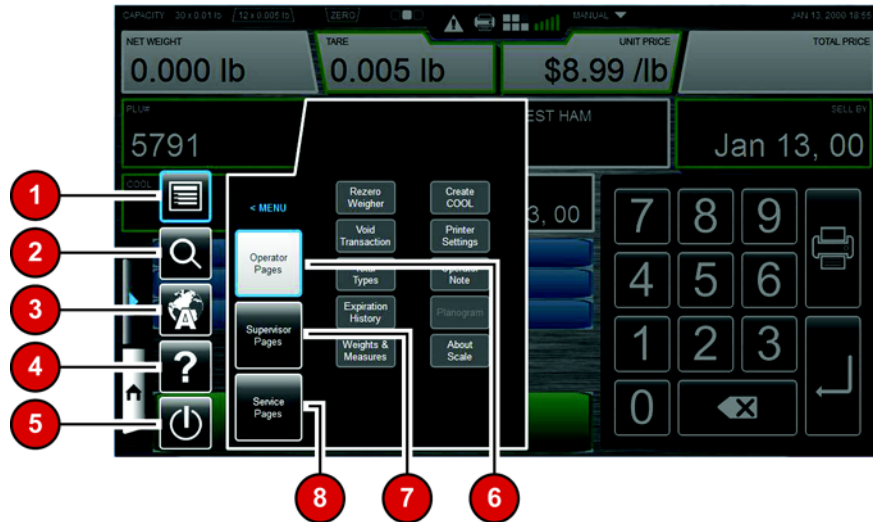 CAPACITY 30 x 0.01 lb [12 x 0.005 lb] [ZERO] MANUAL JAN 13, 2000 18:55
NET WEIGHT TARE UNIT PRICE TOTAL PRICE
0.000 lb 0.005 lb $8.99 /lb
PLU# EST HAM SELL BY
5791 Jan 13, 00
COOL
3, 00
< MENU
Operator
Pages
Supervisor
Pages
Service
Pages
Rezero
Weigher
Create
COOL
Void
Transaction
Printer
Settings
Types
Operator
Note
Expiration
History
Planogram
Weights &
Measures
About
Scale
?
A
7 8 9
4 5 6
1 2 3
0
1
2
3
4
5
8 7 6